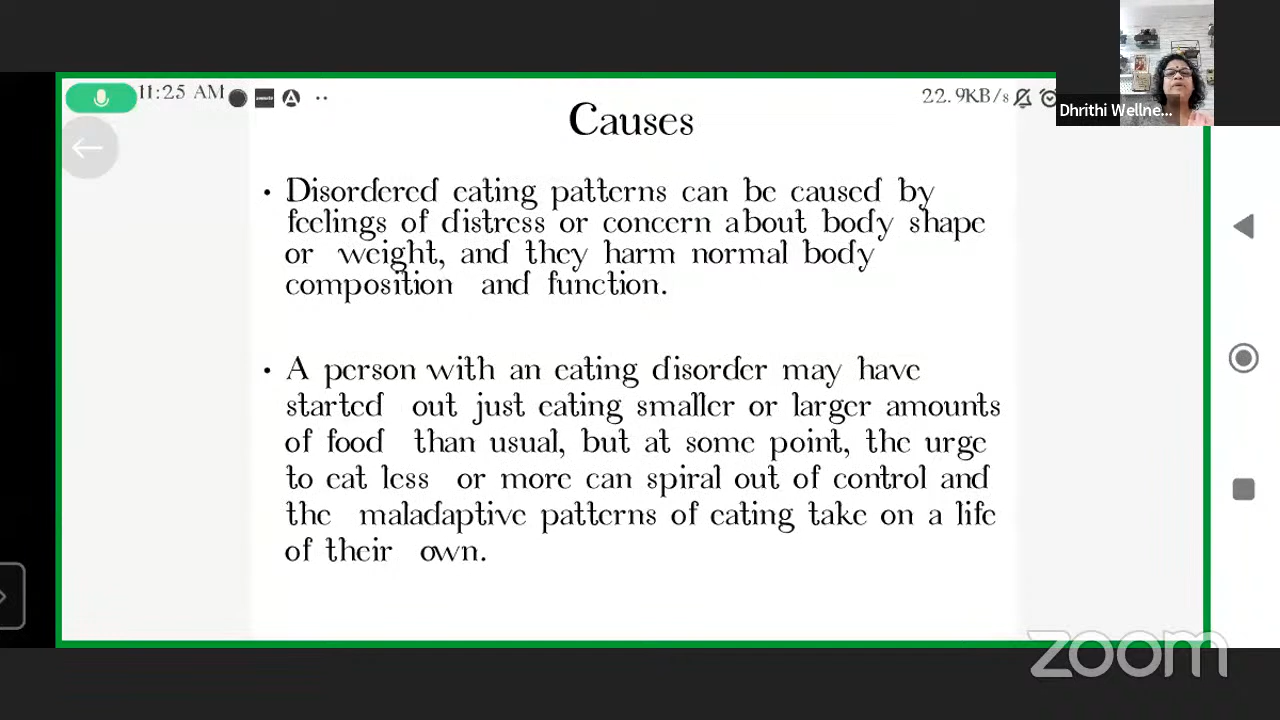 11:25 AM
22.9KB/s
Dhrithi Wellne...
Causes
• Disordered eating patterns can be caused by
feelings of distress or concern about body shape
or weight, and they harm normal body
composition and function.
• A person with an eating disorder may have
started out just eating smaller or larger amounts
of food than usual, but at some point, the urge
to eat less or more can spiral out of control and
the maladaptive patterns of eating take on a life
of their own.
zoom